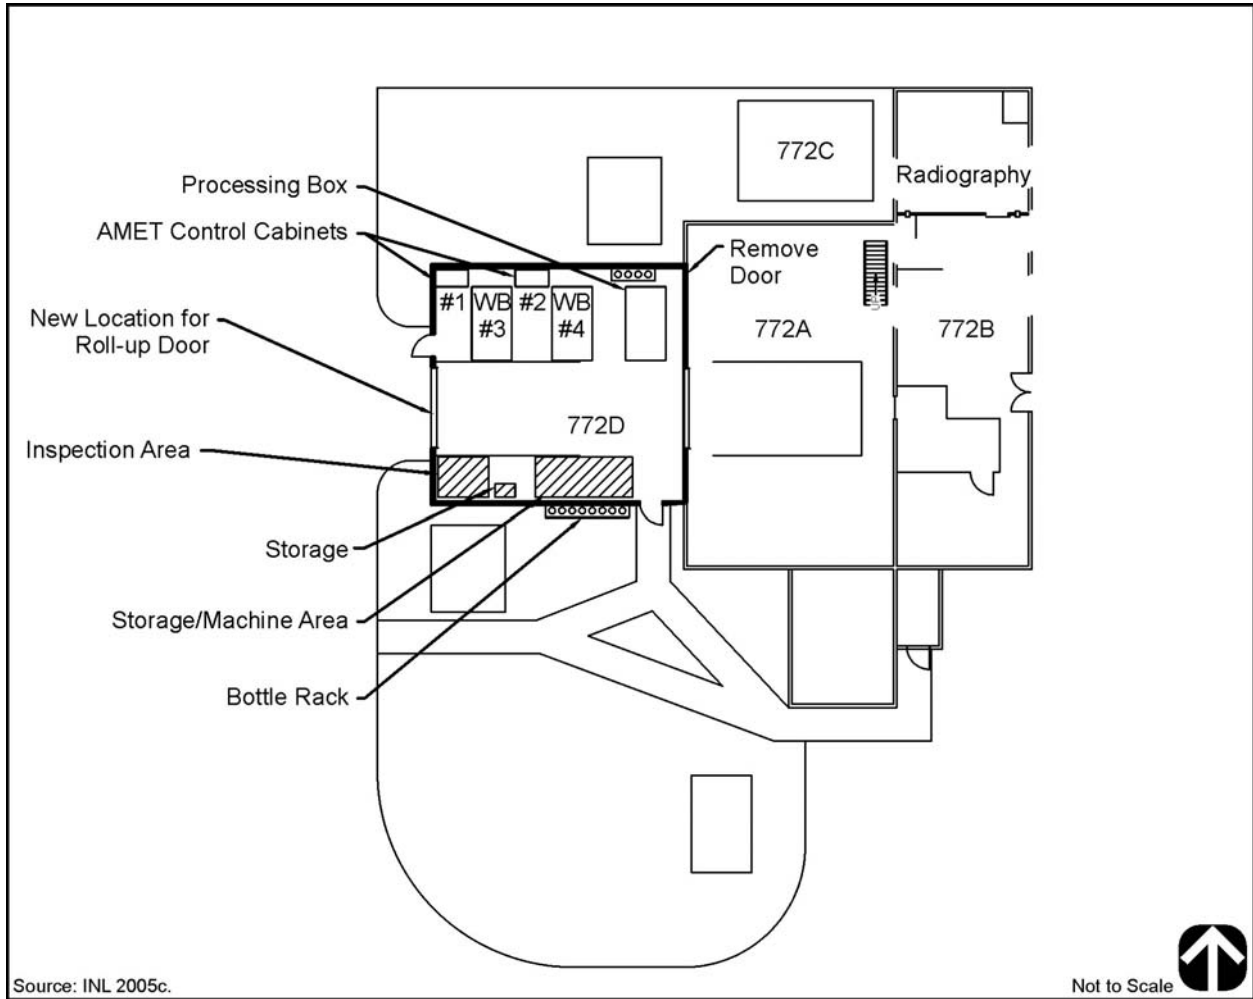 772C
Radiography
Processing Box
AMET Control Cabinets
Remove
Door
#1
WB
#3
#2
WB
#4
New Location for
Roll-up Door
772A
772B
772D
Inspection Area
Storage
Storage/Machine Area
Bottle Rack
Source: INL 2005c.
Not to Scale